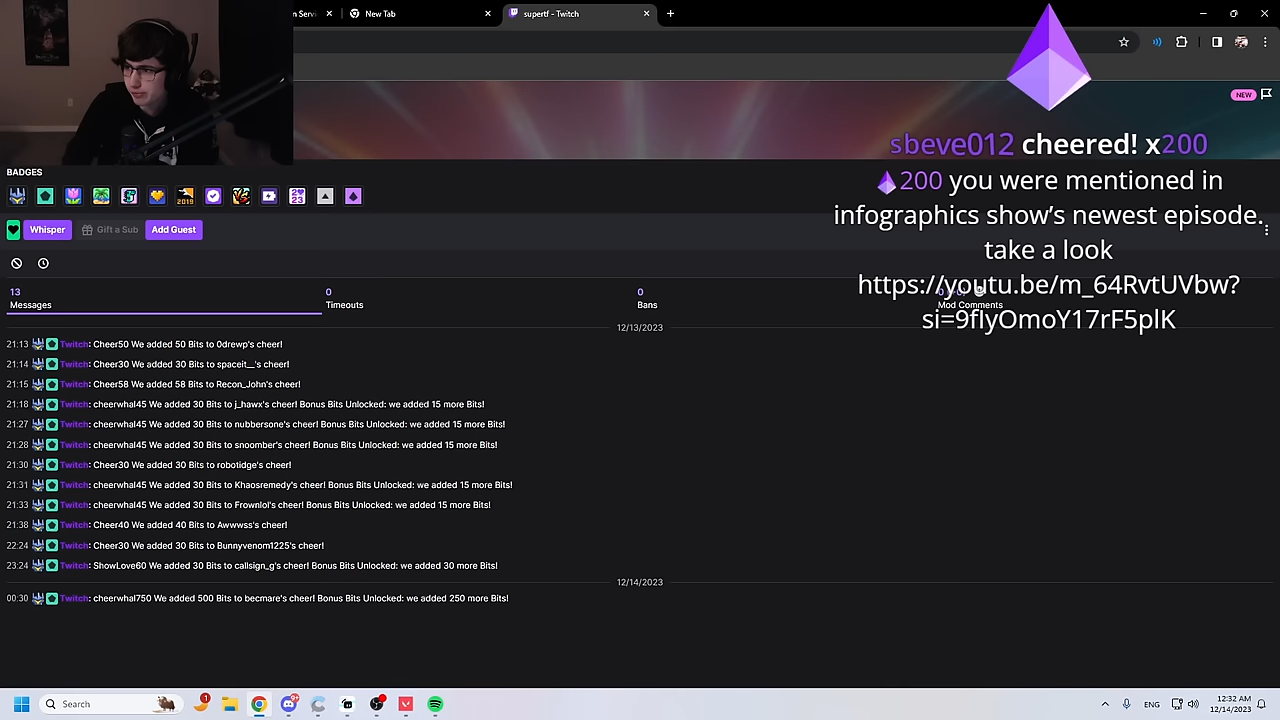 n Servi
New Tab
supertf - Twitch
NEW
sbeve012 cheered! x200
200 you were mentioned in
infographics show's newest episode.
take a look
https://youtu.be/m_64RvtUVbw?
si=9fIyOmoY17rF5plK
BADGES
2019
Whisper
Gift a Sub
Add Guest
13
Messages
0
Timeouts
0
Bans
Mod Comments
12/13/2023
21:13 Twitch: Cheer50 We added 50 Bits to 0drewp's cheer!
21:14 Twitch: Cheer30 We added 30 Bits to spaceit__'s cheer!
21:15 Twitch: Cheer58 We added 58 Bits to Recon_John's cheer!
21:18 Twitch: cheerwhal45 We added 30 Bits to j_hawx's cheer! Bonus Bits Unlocked: we added 15 more Bits!
21:27 Twitch: cheerwhal45 We added 30 Bits to nubbersone's cheer! Bonus Bits Unlocked: we added 15 more Bits!
21:28 Twitch: cheerwhal45 We added 30 Bits to snoomber's cheer! Bonus Bits Unlocked: we added 15 more Bits!
21:30 Twitch: Cheer30 We added 30 Bits to robotidge's cheer!
21:31 Twitch: cheerwhal45 We added 30 Bits to Khaosremedy's cheer! Bonus Bits Unlocked: we added 15 more Bits!
21:33 Twitch: cheerwhal45 We added 30 Bits to Frownlol's cheer! Bonus Bits Unlocked: we added 15 more Bits!
21:38 Twitch: Cheer40 We added 40 Bits to Awwwss's cheer!
22:24 Twitch: Cheer30 We added 30 Bits to Bunnyvenom1225's cheer!
23:24 Twitch: ShowLove60 We added 30 Bits to callsign_g's cheer! Bonus Bits Unlocked: we added 30 more Bits!
12/14/2023
00:30 Twitch: cheerwhal750 We added 500 Bits to becmare's cheer! Bonus Bits Unlocked: we added 250 more Bits!
Search
1
ENG
12:32 AM
12/14/2023